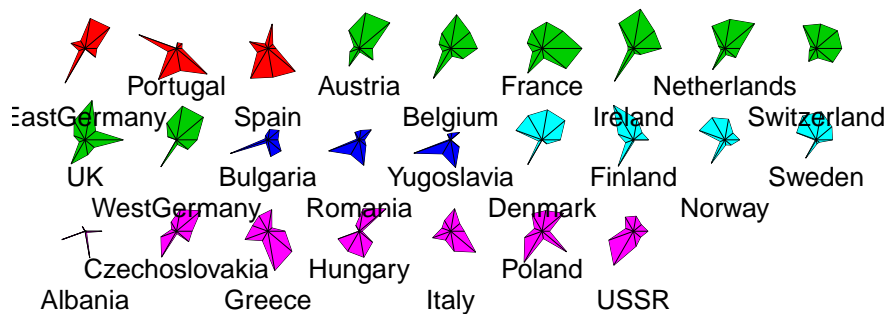 Portugal Austria France Netherlands
EastGermany Spain Belgium Ireland Switzerland
UK Bulgaria Yugoslavia Finland Sweden
WestGermany Romania Denmark Norway
Czechoslovakia Hungary Poland
Albania Greece Italy USSR